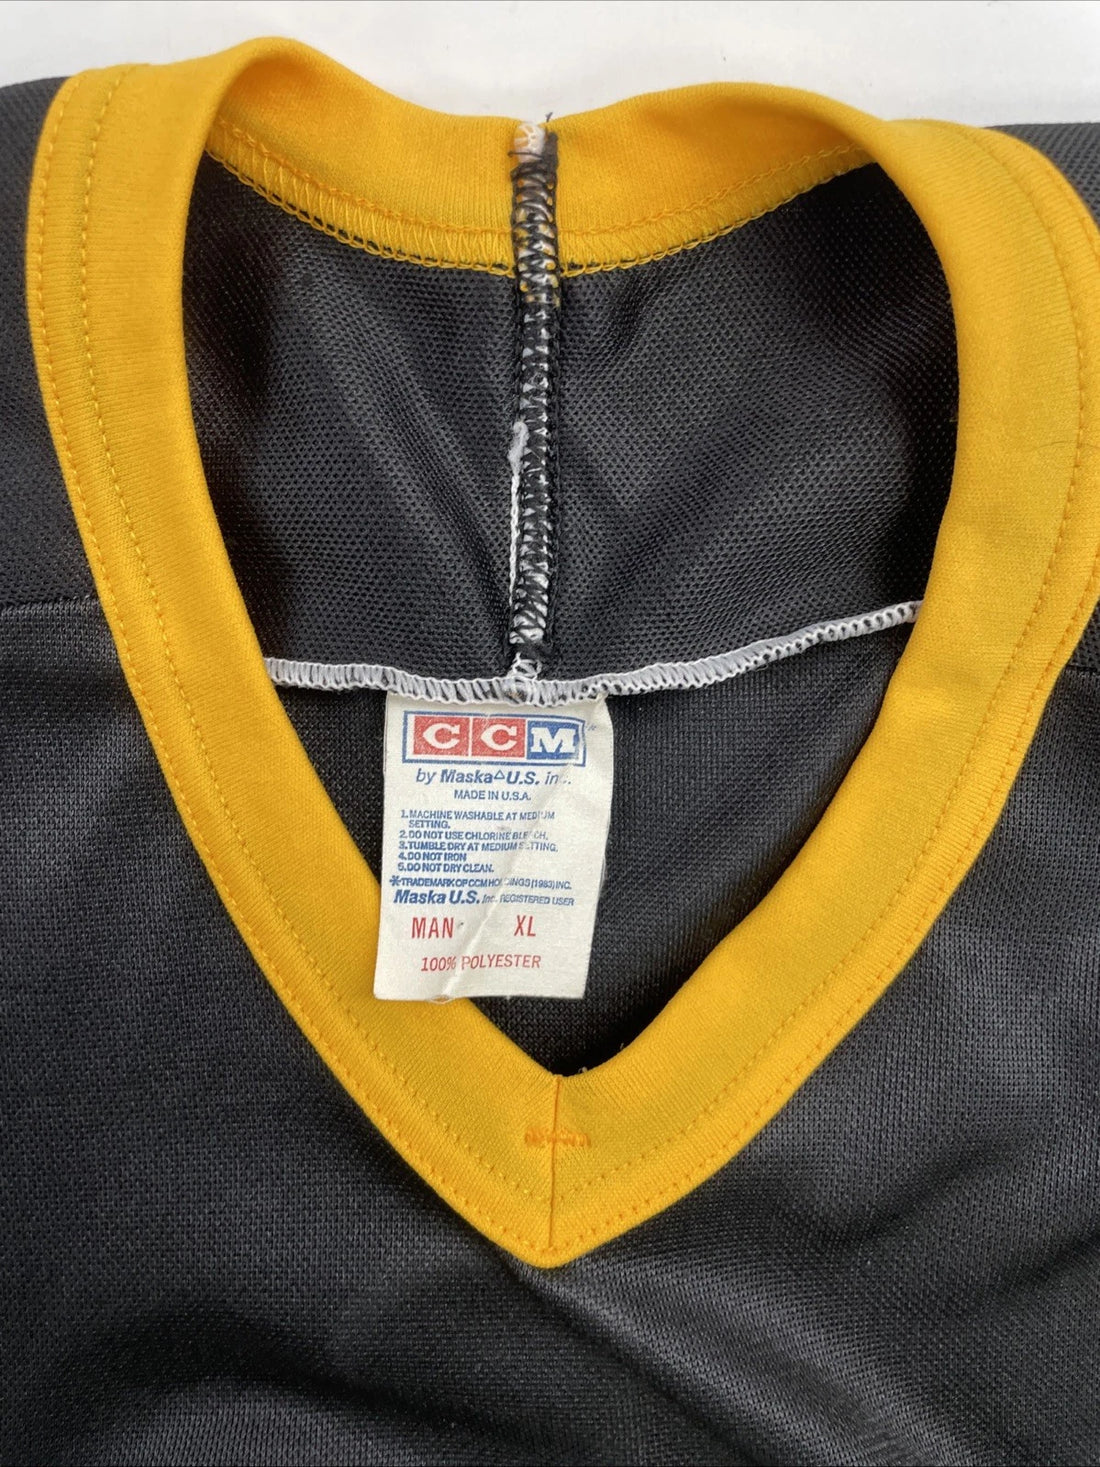 CCM*
by Maska△U.S. in
MADE IN U.S.A.
1.MACHINE WASHABLE AT MEDIUM
SETTING.
2.DO NOT USE CHLORINE BLEACH.
3.TUMBLE DRY AT MEDIUM SETTING.
4.DO NOT IRON
5.DO NOT DRY CLEAN.
*TRADEMARK OF CCM HOLDINGS (1983) INC.
Maska U.S. Inc. REGISTERED USER
MAN XL
100% POLYESTER